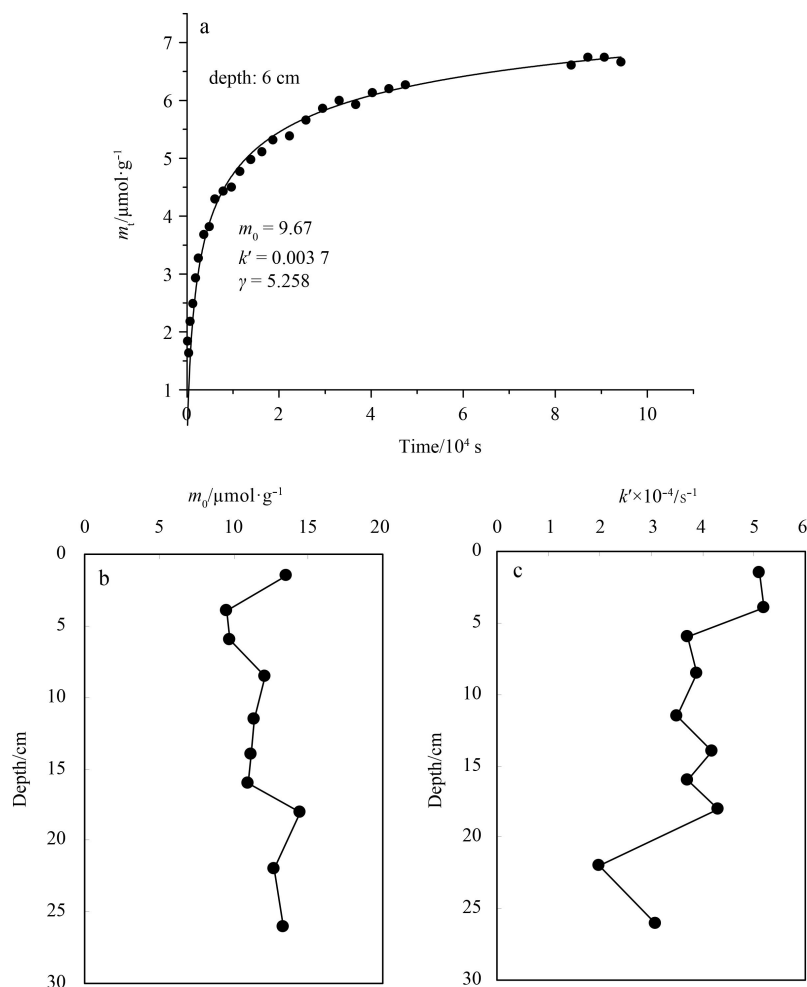 a
7
6
5
4
3
2
1
mt/μmol·g⁻¹
depth: 6 cm
m₀ = 9.67
k′ = 0.003 7
γ = 5.258
0 2 4 6 8 10
Time/10⁴ s
m₀/μmol·g⁻¹
0 5 10 15 20
b
0
5
10
15
20
25
30
Depth/cm
k′×10⁻⁴/s⁻¹
0 1 2 3 4 5 6
c
0
5
10
15
20
25
30
Depth/cm